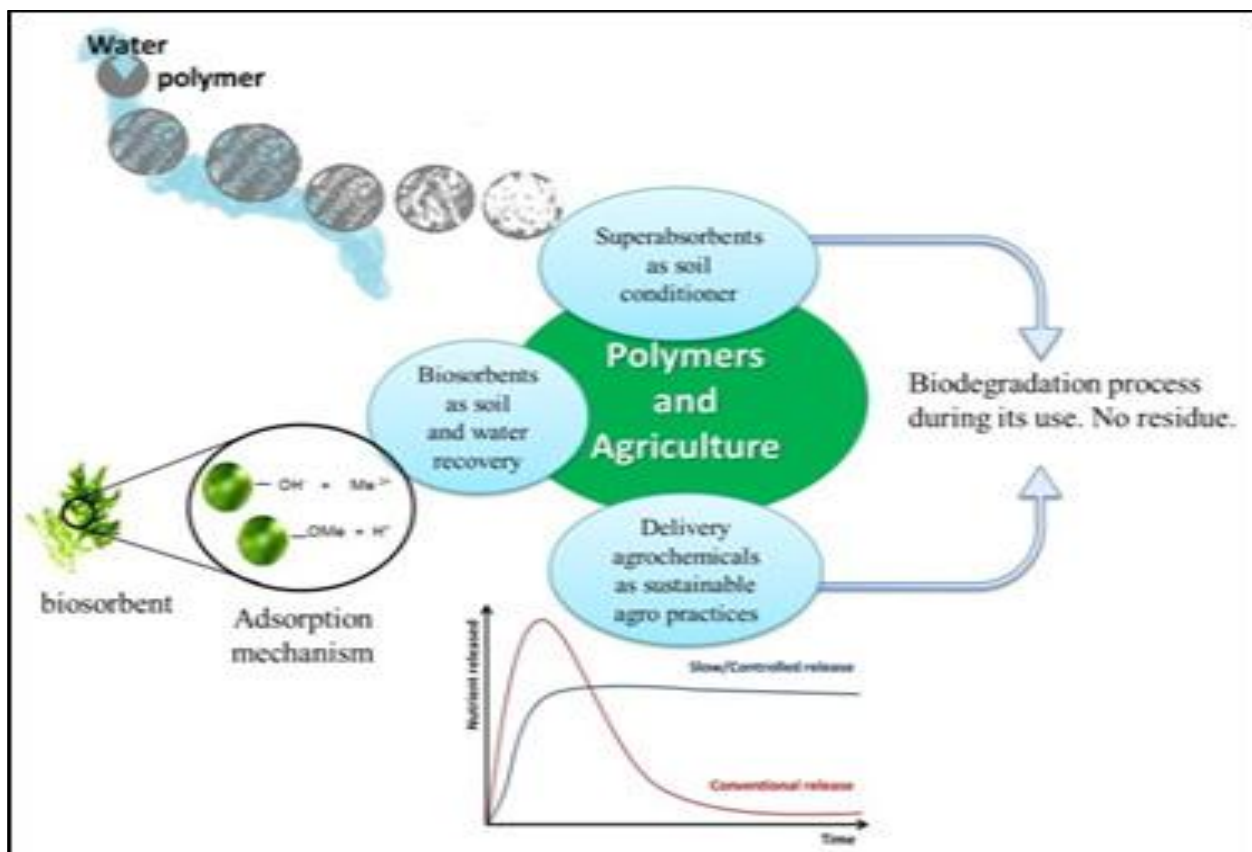 Water
polymer
Superabsorbents
as soil
conditioner
Polymers
and
Agriculture
Biosorbents
as soil
and water
recovery
Biodegradation process
during its use. No residue.
OH +
OMe + H⁺
biosorbent
Adsorption
mechanism
Delivery
agrochemicals
as sustainable
agro practices
Nutrient released
Slow/Controlled release
Conventional release
Time